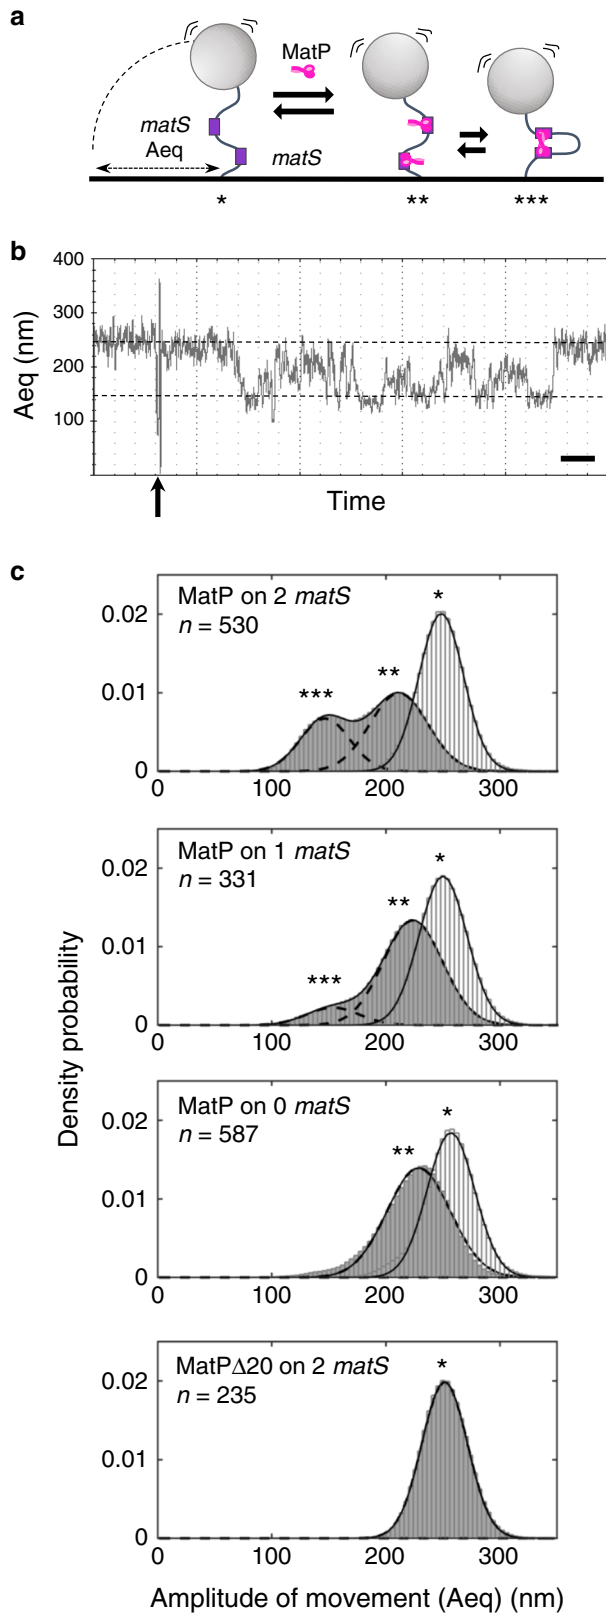 a
MatP
matS
Aeq
matS
*
**
***
b
400
300
200
100
Aeq (nm)
Time
c
MatP on 2 matS
n = 530
*
**
***
0.02
0.01
0
0 100 200 300
MatP on 1 matS
n = 331
*
**
***
0.02
0.01
0
0 100 200 300
MatP on 0 matS
n = 587
*
**
0.02
0.01
0
0 100 200 300
MatPΔ20 on 2 matS
n = 235
*
0.02
0.01
0
0 100 200 300
Density probability
Amplitude of movement (Aeq) (nm)